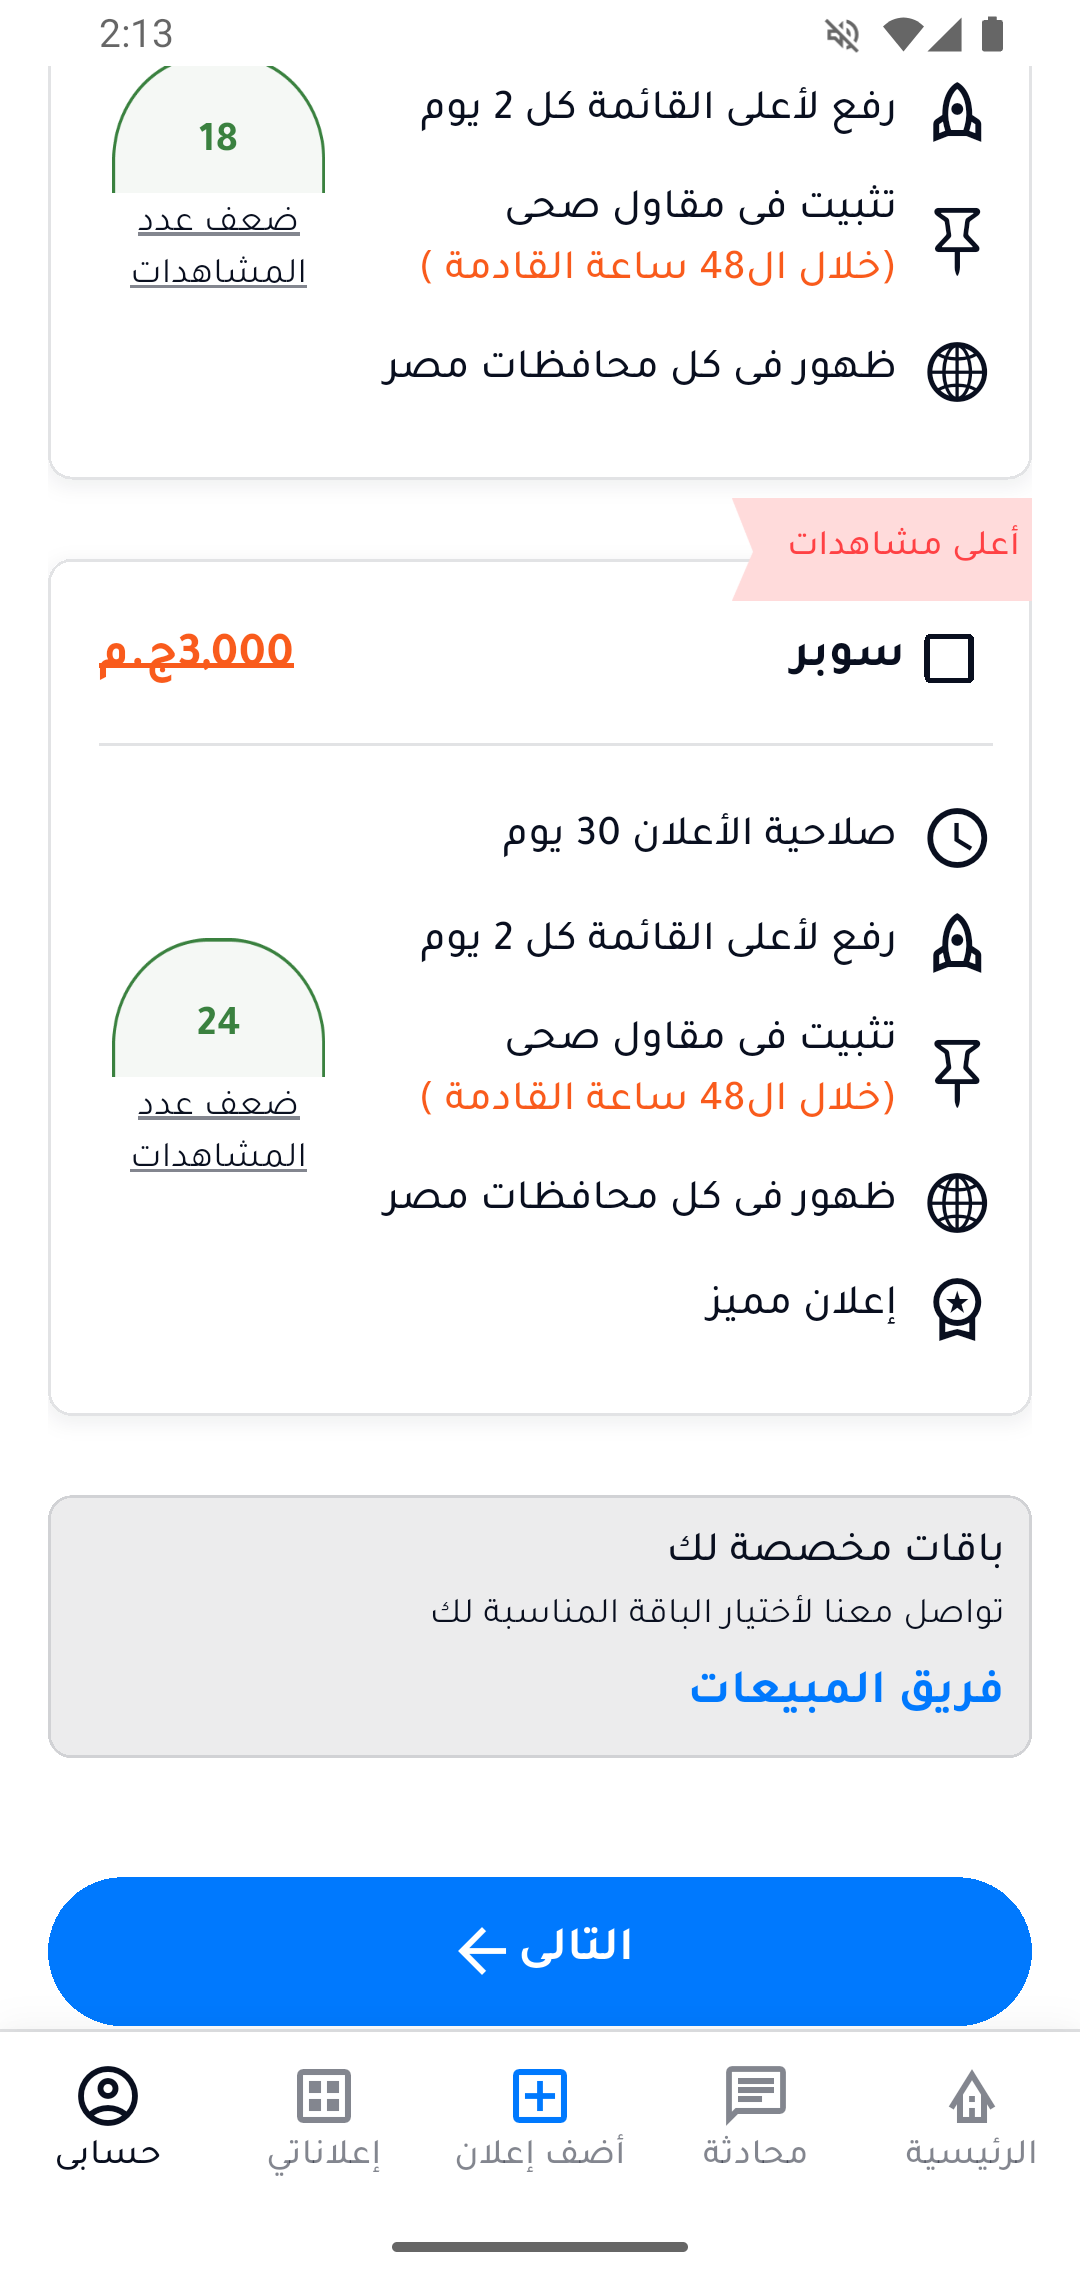 2:13
رفع لأعلى القائمة كل 2 يوم
تثبيت فى مقاول صحى
(خلال ال48 ساعة القادمة )
ظهور فى كل محافظات مصر
18
ضعف عدد
المشاهدات
أعلى مشاهدات
سوبر
3,000ج.م
صلاحية الأعلان 30 يوم
رفع لأعلى القائمة كل 2 يوم
تثبيت فى مقاول صحى
(خلال ال48 ساعة القادمة )
ظهور فى كل محافظات مصر
إعلان مميز
24
ضعف عدد
المشاهدات
باقات مخصصة لك
تواصل معنا لأختيار الباقة المناسبة لك
فريق المبيعات
التالى
الرئيسية
محادثة
أضف إعلان
إعلاناتي
حسابى